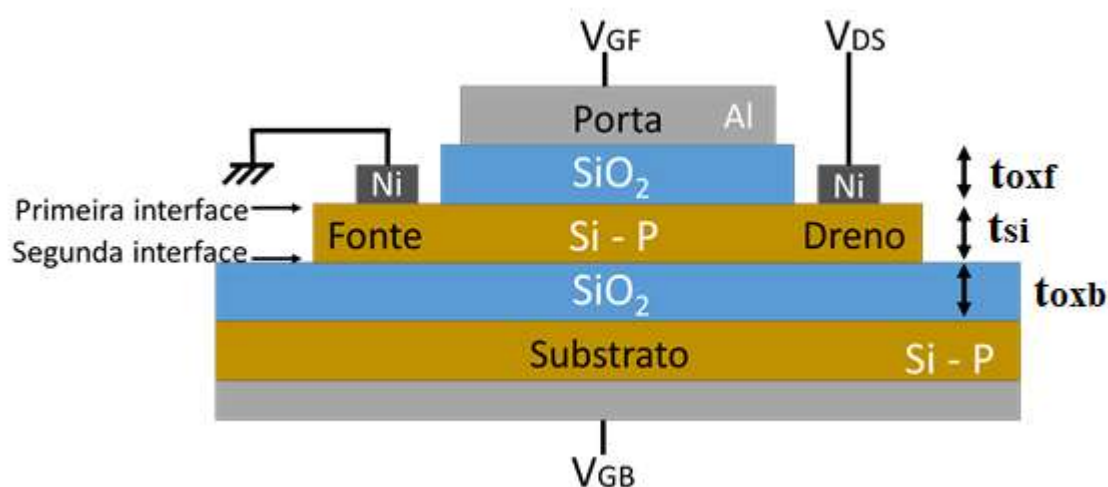 VGF
VDS
Porta Al
Ni SiO2 Ni toxf
Primeira interface
Fonte Si - P Dreno tsi
Segunda interface
SiO2 toxb
Substrato Si - P
VGB